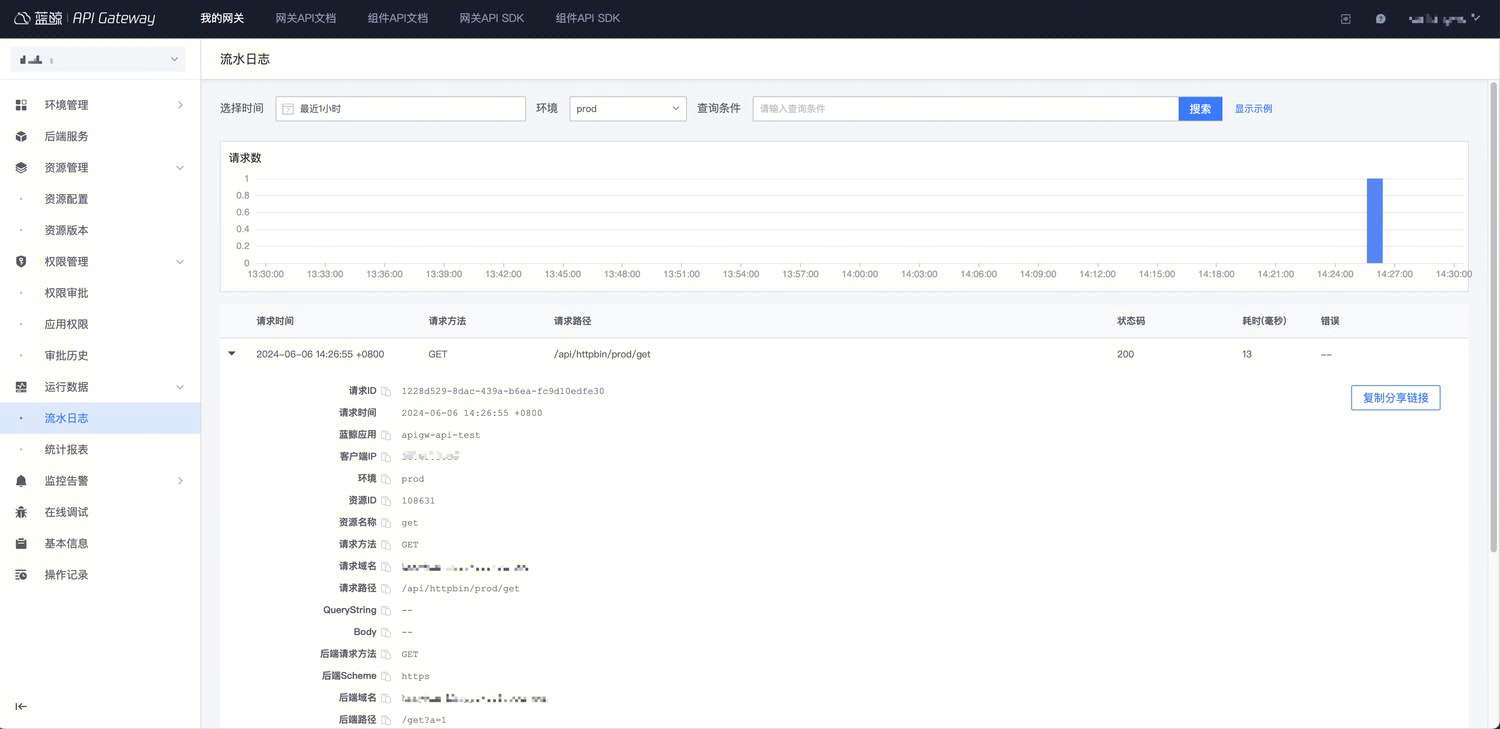 蓝鲸 | API Gateway 我的网关 网关API文档 组件API文档 网关API SDK 组件API SDK
流水日志
环境管理
后端服务
资源管理
资源配置
资源版本
权限管理
权限审批
应用权限
审批历史
运行数据
流水日志
统计报表
监控告警
在线调试
基本信息
操作记录
选择时间 最近1小时 环境 prod 查询条件 请输入查询条件 搜索 显示示例
请求数
1
0.8
0.6
0.4
0.2
0
13:30:00 13:33:00 13:36:00 13:39:00 13:42:00 13:45:00 13:48:00 13:51:00 13:54:00 13:57:00 14:00:00 14:03:00 14:06:00 14:09:00 14:12:00 14:15:00 14:18:00 14:21:00 14:24:00 14:27:00 14:30:00
请求时间 请求方法 请求路径 状态码 耗时(毫秒) 错误
2024-06-06 14:26:55 +0800 GET /api/httpbin/prod/get 200 13 --
复制分享链接
请求ID 1228d529-8dac-439a-b6ea-fc9d10edfe30
请求时间 2024-06-06 14:26:55 +0800
蓝鲸应用 apigw-api-test
客户端IP
环境 prod
资源ID 108631
资源名称 get
请求方法 GET
请求域名
请求路径 /api/httpbin/prod/get
QueryString --
Body --
后端请求方法 GET
后端Scheme https
后端域名
后端路径 /get?a=1